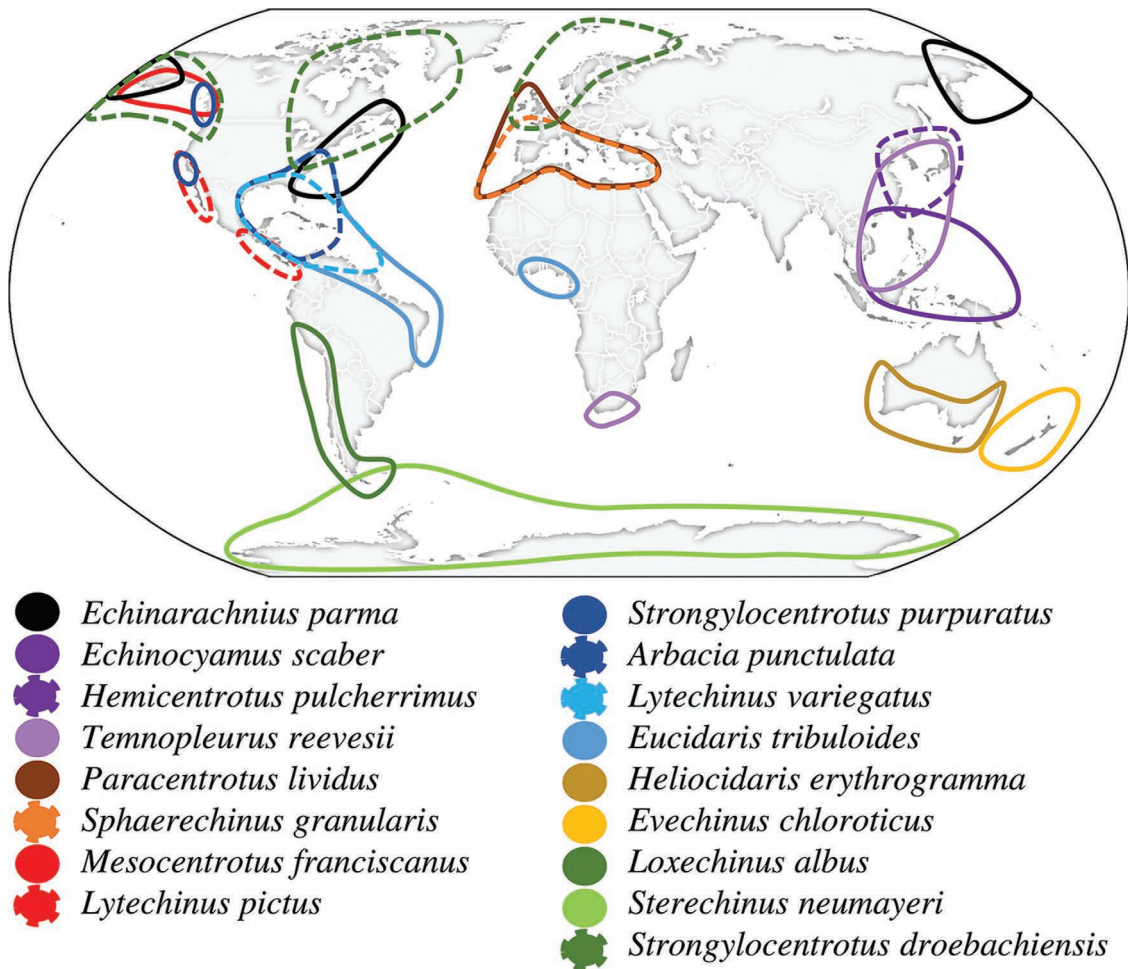 Echinarachnius parma
Echinocyamus scaber
Hemicentrotus pulcherrimus
Temnopleurus reevesii
Paracentrotus lividus
Sphaerechinus granularis
Mesocentrotus franciscanus
Lytechinus pictus
Strongylocentrotus purpuratus
Arbacia punctulata
Lytechinus variegatus
Eucidaris tribuloides
Heliocidaris erythrogramma
Evechinus chloroticus
Loxechinus albus
Sterechinus neumayeri
Strongylocentrotus droebachiensis